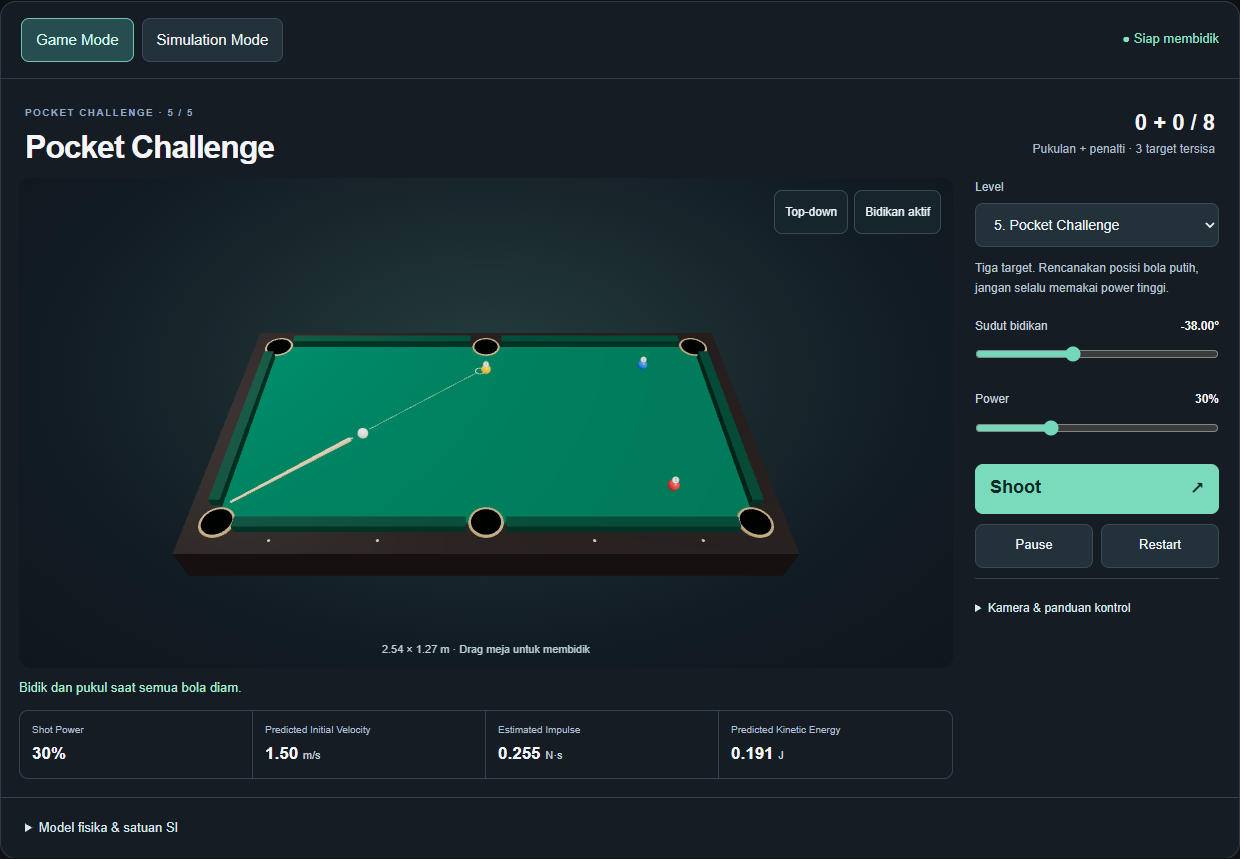 Game Mode
Simulation Mode
Siap membidik
POCKET CHALLENGE · 5 / 5
Pocket Challenge
0 + 0 / 8
Pukulan + penalti · 3 target tersisa
Top-down
Bidikan aktif
2.54 × 1.27 m · Drag meja untuk membidik
Level
5. Pocket Challenge
Tiga target. Rencanakan posisi bola putih,
jangan selalu memakai power tinggi.
Sudut bidikan
-38.00°
Power
30%
Shoot ↗
Pause
Restart
Kamera & panduan kontrol
Bidik dan pukul saat semua bola diam.
Shot Power
30%
Predicted Initial Velocity
1.50 m/s
Estimated Impulse
0.255 N·s
Predicted Kinetic Energy
0.191 J
Model fisika & satuan SI